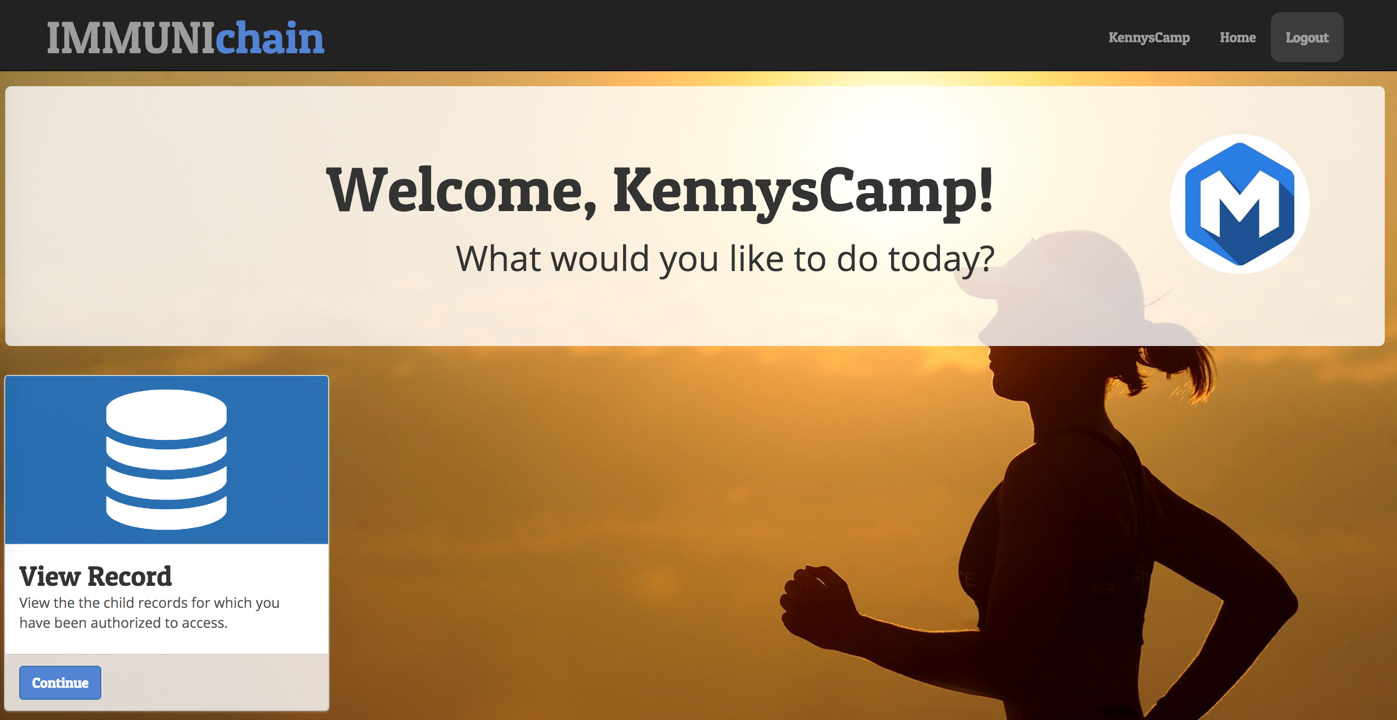 IMMUNIchain
KennysCamp
Home
Logout
Welcome, KennysCamp!
What would you like to do today?
M
View Record
View the the child records for which you
have been authorized to access.
Continue